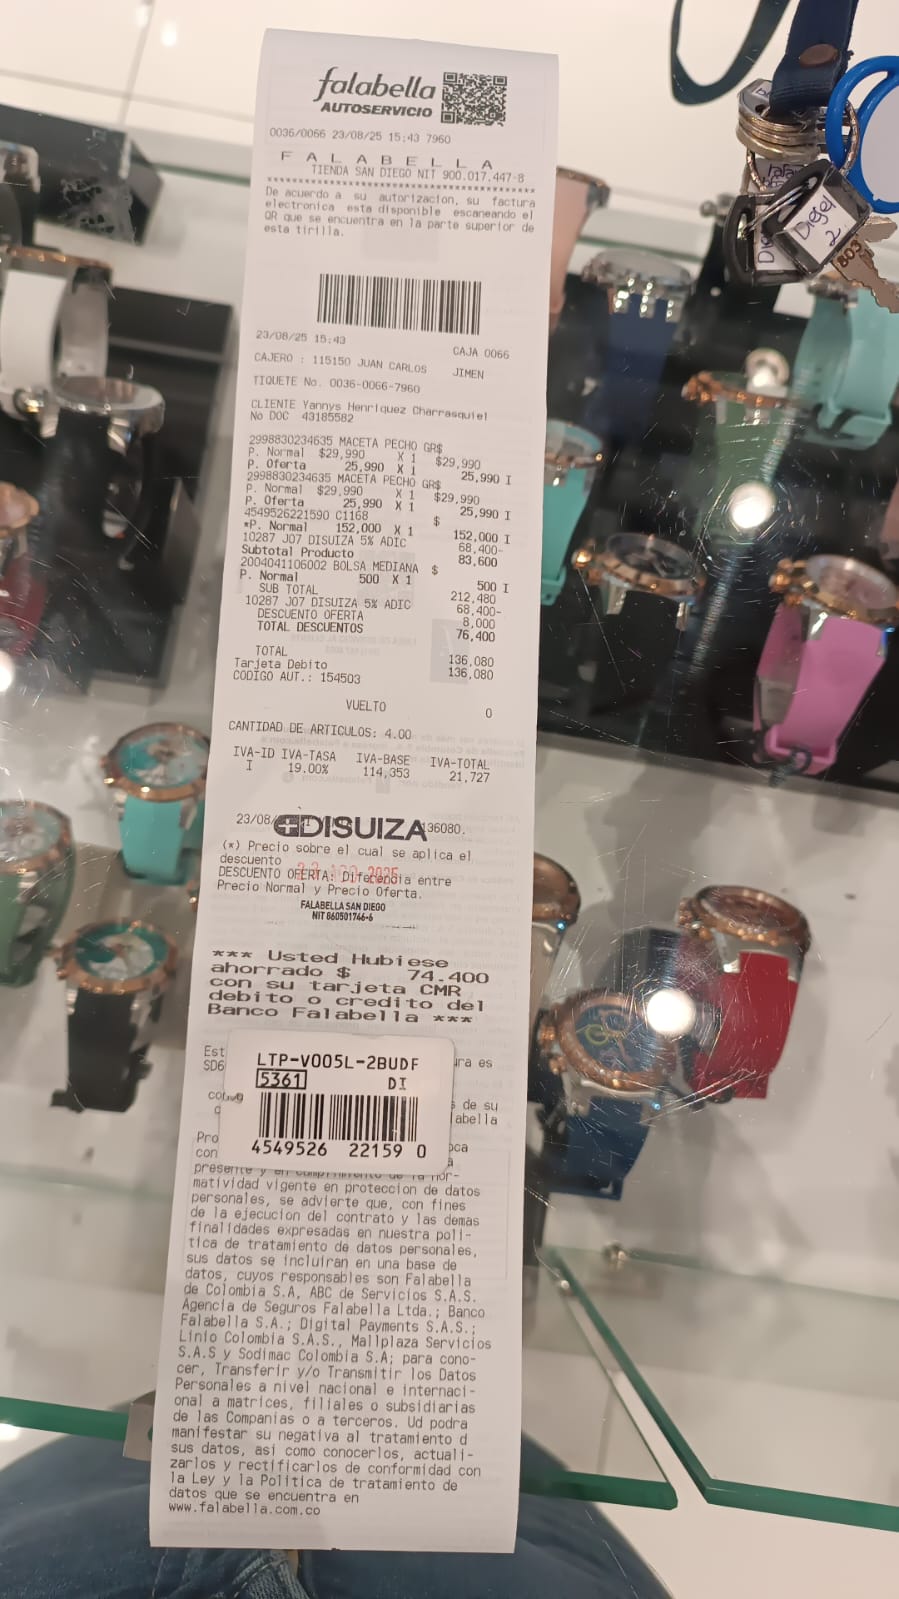 falabella
AUTOSERVICIO
0036/0066 23/08/25 15:43 7960
F A L A B E L L A
TIENDA SAN DIEGO NIT 900.017.447-8
De acuerdo a su autorizacion, su factura
electronica esta disponible escaneando el
QR que se encuentra en la parte superior de
esta tirilla.
23/08/25 15:43 CAJA 0066
CAJERO : 115150 JUAN CARLOS JIMEN
TIQUETE No. 0036-0066-7960
CLIENTE Yannys Henriquez Charrasquiel
No DOC 43185582
2998830234635 MACETA PECHO GR$
P. Normal $29,990 X 1 $29,990
P. Oferta 25,990 X 1 25,990 I
2998830234635 MACETA PECHO GR$
P. Normal $29,990 X 1 $29,990
P. Oferta 25,990 X 1 25,990 I
4549526221590 C1168 $
*P. Normal 152,000 X 1 152,000 I
10287 J07 DISUIZA 5% ADIC 68,400-
Subtotal Producto 83,600
2004041106002 BOLSA MEDIANA $
P. Normal 500 X 1 500 I
SUB TOTAL 212,480
10287 J07 DISUIZA 5% ADIC 68,400-
DESCUENTO OFERTA 8,000
TOTAL DESCUENTOS 76,400
TOTAL 136,080
Tarjeta Debito 136,080
CODIGO AUT.: 154503
VUELTO 0
CANTIDAD DE ARTICULOS: 4.00
IVA-ID IVA-TASA IVA-BASE IVA-TOTAL
I 19.00% 114,353 21,727
23/08/ DISUIZA 136080.
(*) Precio sobre el cual se aplica el
descuento
DESCUENTO OFERTA: Diferencia entre
Precio Normal y Precio Oferta.
FALABELLA SAN DIEGO
NIT 860501746-6
*** Usted Hubiese
ahorrado $ 74.400
con su tarjeta CMR
debito o credito del
Banco Falabella ***
LTP-V005L-2BUDF
5361 DI
4549526 22159 0
presente y en cumplimiento de la nor-
matividad vigente en proteccion de datos
personales, se advierte que, con fines
de la ejecucion del contrato y las demas
finalidades expresadas en nuestra poli-
tica de tratamiento de datos personales,
sus datos se incluiran en una base de
datos, cuyos responsables son Falabella
de Colombia S.A, ABC de Servicios S.A.S.
Agencia de Seguros Falabella Ltda.; Banco
Falabella S.A.; Digital Payments S.A.S.;
Linio Colombia S.A.S., Mallplaza Servicios
S.A.S y Sodimac Colombia S.A; para cono-
cer, Transferir y/o Transmitir los Datos
Personales a nivel nacional e internaci-
onal a matrices, filiales o subsidiarias
de las Companias o a terceros. Ud podra
manifestar su negativa al tratamiento d
sus datos, asi como conocerlos, actuali-
zarlos y rectificarlos de conformidad con
la Ley y la Politica de tratamiento de
datos que se encuentra en
www.falabella.com.co
Diesel
2
803